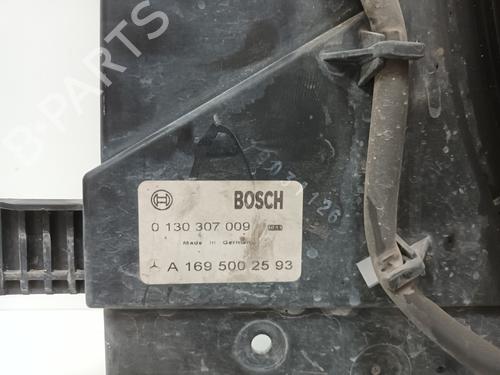 BOSCH
0 130 307 009
Made in Germany
A 169 500 25 93
B-PARTS